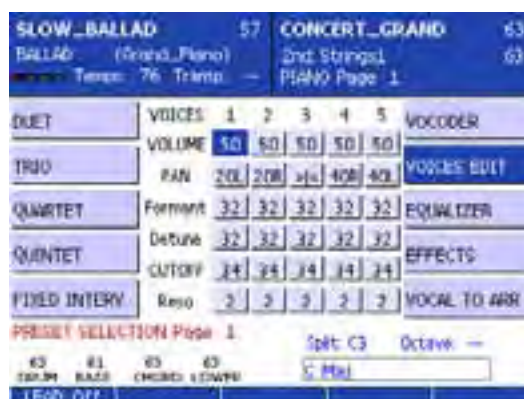 SLOW_BALLAD 57 CONCERT_GRAND 63
BALLAD (Grand_Piano) 2nd Strings1 63
Tempo 76 Transp. -- PIANO Page 1
DUET VOICES 1 2 3 4 5 VOCODER
VOLUME 50 50 50 50 50
TRIO PAN 20L 20R >|< 40R 40L VOICES EDIT
QUARTET Formant 32 32 32 32 32 EQUALIZER
QUINTET Detune 32 32 32 32 32 EFFECTS
CUTOFF 34 34 34 34 34
FIXED INTERV Reso 2 2 2 2 2 VOCAL TO ARR
PRESET SELECTION Page 1
Split C3 Octave --
63 61 63 63
DRUM BASS CHORDS LOWER C Maj